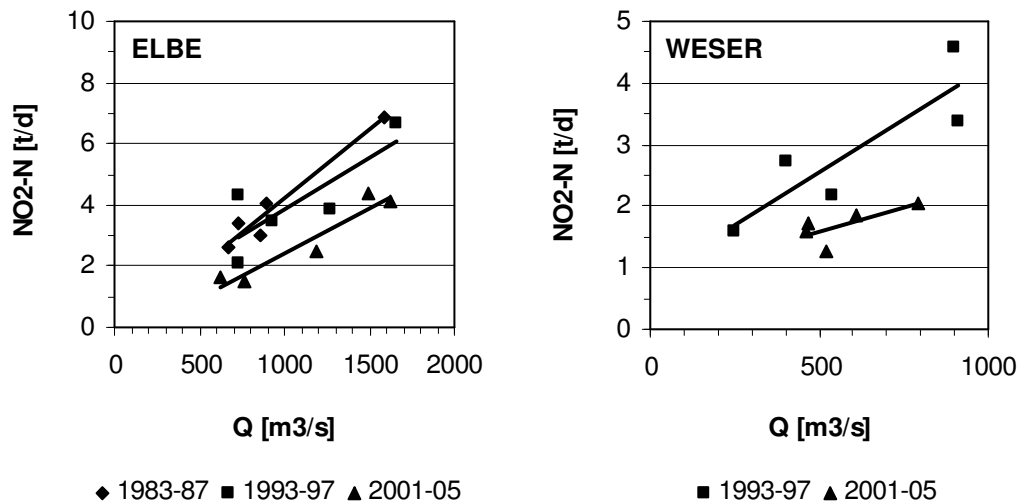 ELBE
NO2-N [t/d]
10
8
6
4
2
0
0 500 1000 1500 2000
Q [m3/s]
1983-87 1993-97 2001-05
WESER
NO2-N [t/d]
5
4
3
2
1
0
0 500 1000
Q [m3/s]
1993-97 2001-05